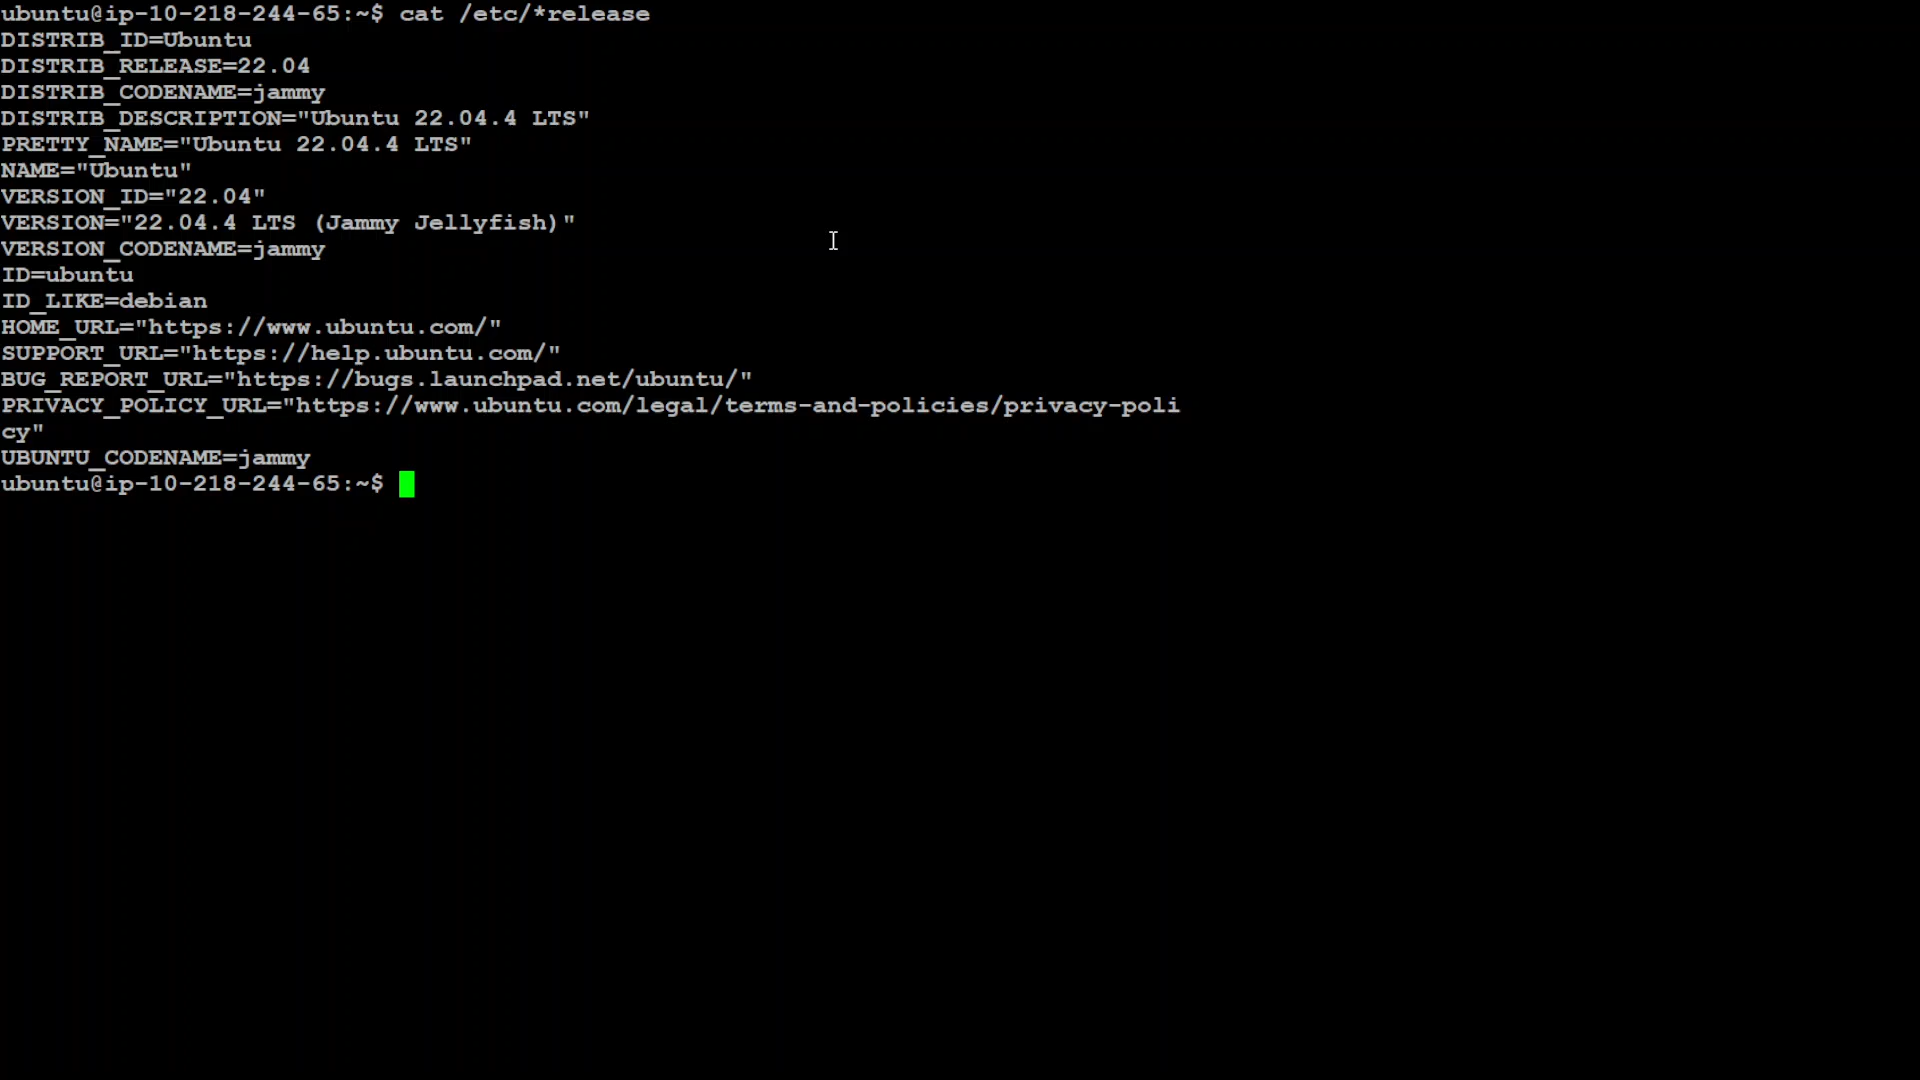 ubuntu@ip-10-218-244-65:~$ cat /etc/*release
DISTRIB_ID=Ubuntu
DISTRIB_RELEASE=22.04
DISTRIB_CODENAME=jammy
DISTRIB_DESCRIPTION="Ubuntu 22.04.4 LTS"
PRETTY_NAME="Ubuntu 22.04.4 LTS"
NAME="Ubuntu"
VERSION_ID="22.04"
VERSION="22.04.4 LTS (Jammy Jellyfish)"
VERSION_CODENAME=jammy
ID=ubuntu
ID_LIKE=debian
HOME_URL="https://www.ubuntu.com/"
SUPPORT_URL="https://help.ubuntu.com/"
BUG_REPORT_URL="https://bugs.launchpad.net/ubuntu/"
PRIVACY_POLICY_URL="https://www.ubuntu.com/legal/terms-and-policies/privacy-poli
cy"
UBUNTU_CODENAME=jammy
ubuntu@ip-10-218-244-65:~$